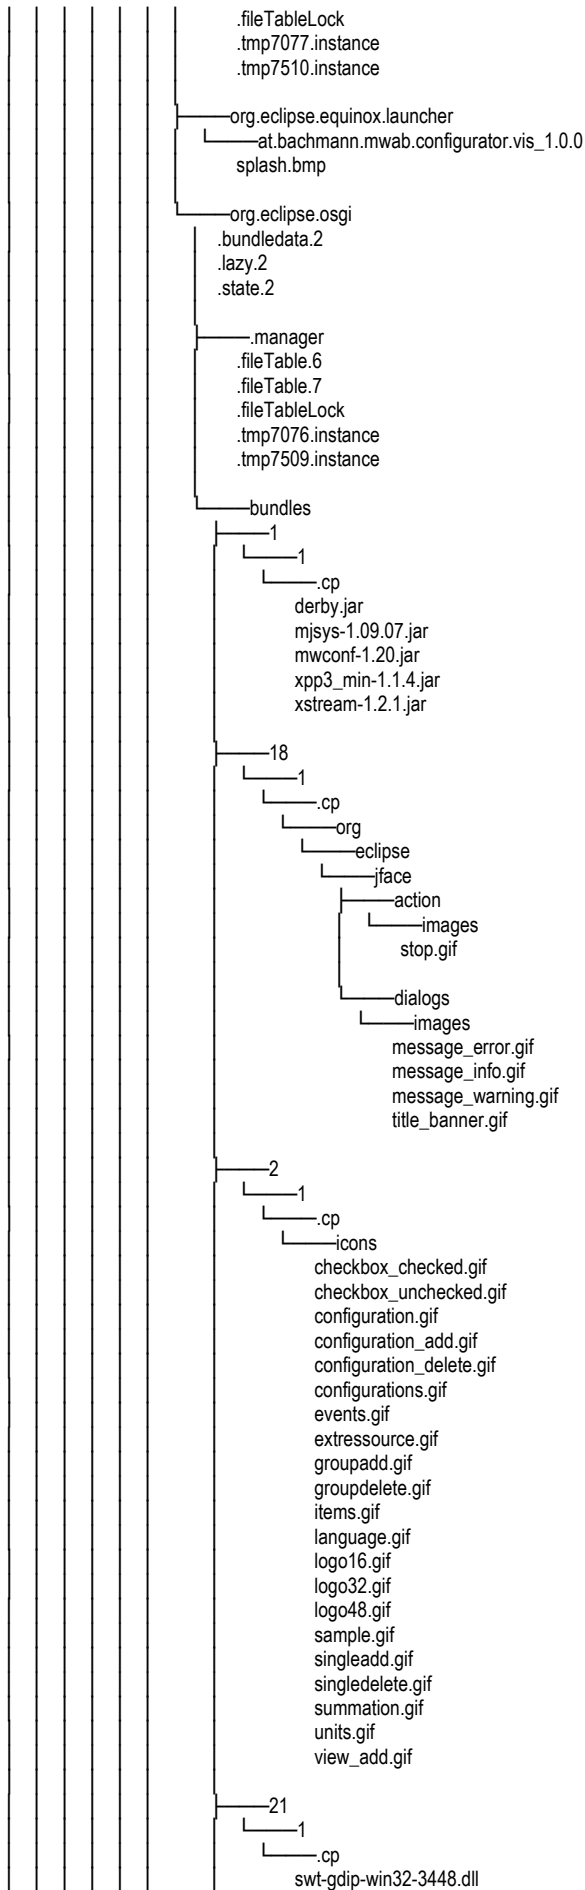 .fileTableLock
.tmp7077.instance
.tmp7510.instance
org.eclipse.equinox.launcher
at.bachmann.mwab.configurator.vis_1.0.0
splash.bmp
org.eclipse.osgi
.bundledata.2
.lazy.2
.state.2
.manager
.fileTable.6
.fileTable.7
.fileTableLock
.tmp7076.instance
.tmp7509.instance
bundles
1
1
.cp
derby.jar
mjsys-1.09.07.jar
mwconf-1.20.jar
xpp3_min-1.1.4.jar
xstream-1.2.1.jar
18
1
.cp
org
eclipse
jface
action
images
stop.gif
dialogs
images
message_error.gif
message_info.gif
message_warning.gif
title_banner.gif
2
1
.cp
icons
checkbox_checked.gif
checkbox_unchecked.gif
configuration.gif
configuration_add.gif
configuration_delete.gif
configurations.gif
events.gif
extressource.gif
groupadd.gif
groupdelete.gif
items.gif
language.gif
logo16.gif
logo32.gif
logo48.gif
sample.gif
singleadd.gif
singledelete.gif
summation.gif
units.gif
view_add.gif
21
1
.cp
swt-gdip-win32-3448.dll